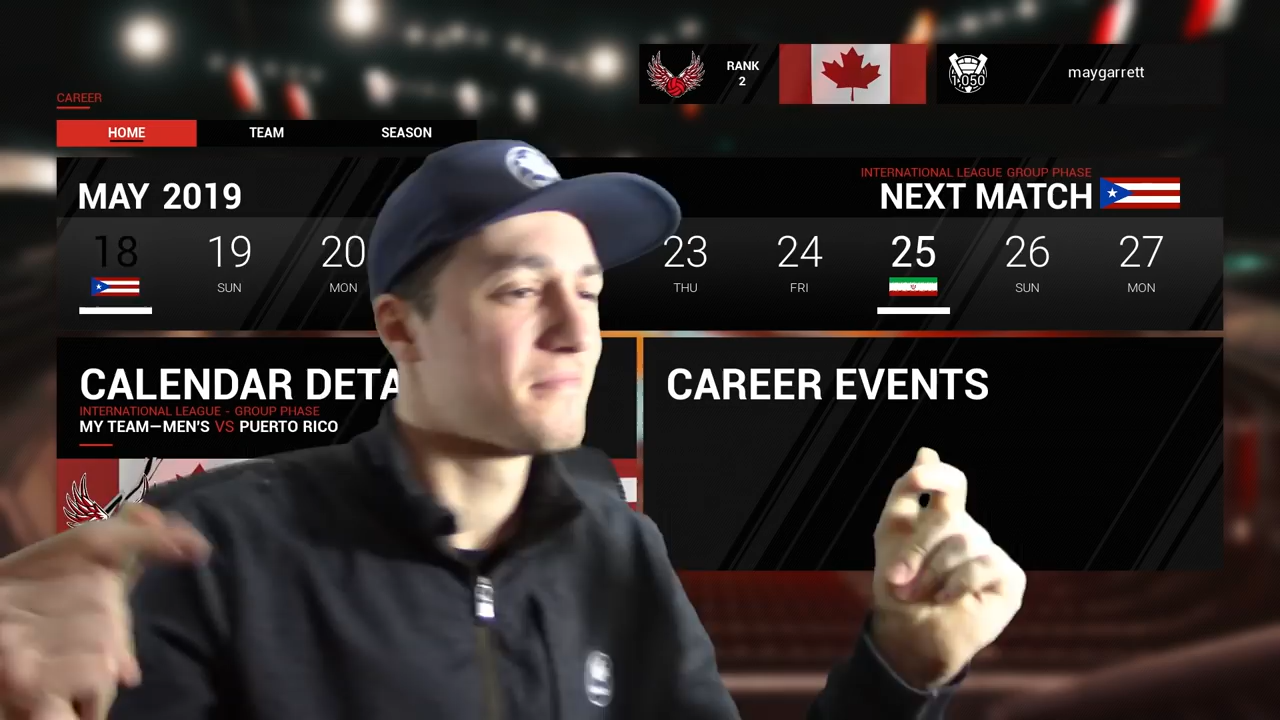 RANK
2
1,050
maygarrett
CAREER
HOME TEAM SEASON
INTERNATIONAL LEAGUE GROUP PHASE
MAY 2019
NEXT MATCH
18 19 20 23 24 25 26 27
SUN MON THU FRI SUN MON
CALENDAR DETA
CAREER EVENTS
INTERNATIONAL LEAGUE - GROUP PHASE
MY TEAM—MEN'S VS PUERTO RICO